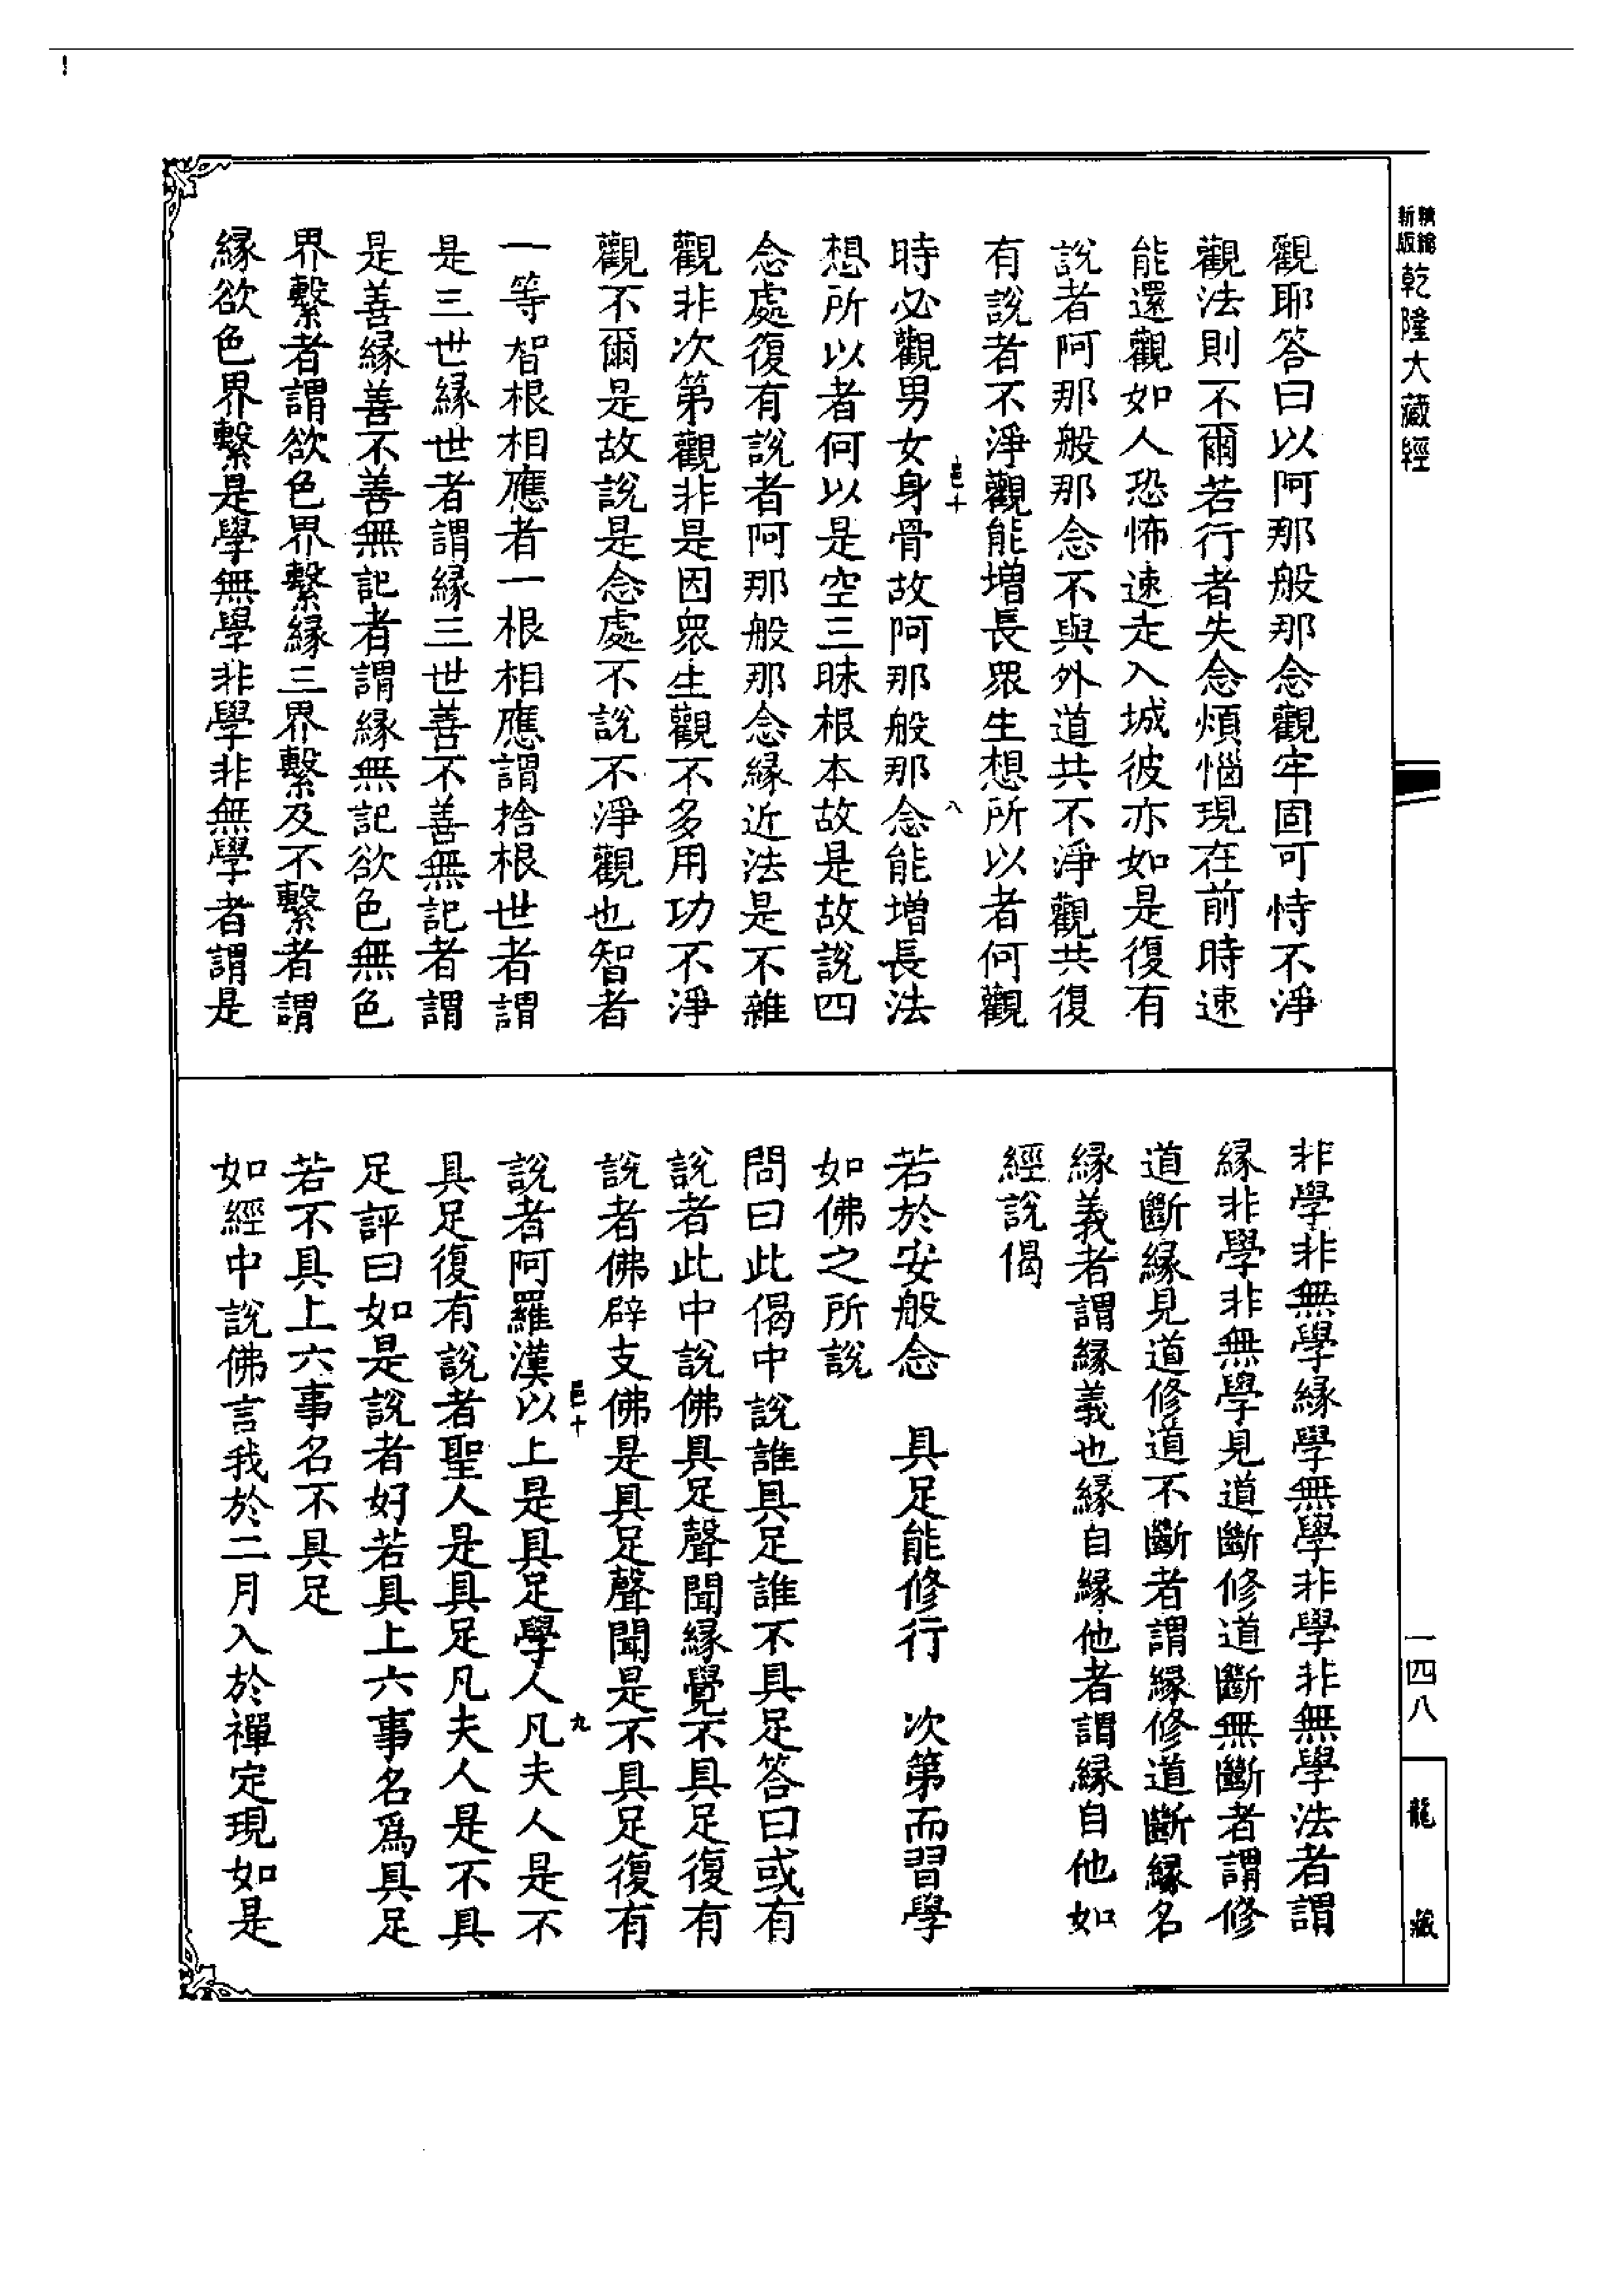 精縮新版乾隆大藏經
觀耶答曰以阿那般那念觀牢固可恃不淨
觀法則不爾若行者失念煩惱現在前時速
能還觀如人恐怖速走入城彼亦如是復有
說者阿那般那念不與外道共不淨觀共復
有說者不淨觀能增長眾生想所以者何觀
邑十
八
時必觀男女身骨故阿那般那念能增長法
想所以者何以是空三昧根本故是故說四
念處復有說者阿那般那念緣近法是不雜
觀非次第觀非是因眾生觀不多用功不淨
觀不爾是故說是念處不說不淨觀也智者
一等智根相應者一根相應謂捨根世者謂
是三世緣世者謂緣三世善不善無記者謂
是善緣善不善無記者謂緣無記欲色無色
界繫者謂欲色界繫緣三界繫及不繫者謂
緣欲色界繫是學無學非學非無學者謂是
非學非無學緣學無學非學非無學法者謂
緣非學非無學見道斷修道斷無斷者謂修
道斷緣見道修道不斷者謂緣修道斷緣名
緣義者謂緣義也緣自緣他者謂緣自他如
經說偈
若於安般念　具足能修行　次第而習學
如佛之所說
問曰此偈中說誰具足誰不具足答曰或有
說者此中說佛具足聲聞緣覺不具足復有
說者佛辟支佛是具足聲聞是不具足復有
邑十
九
說者阿羅漢以上是具足學人凡夫人是不
具足復有說者聖人是具足凡夫人是不具
足評曰如是說者好若具上六事名為具足
若不具上六事名不具足
如經中說佛言我於二月入於禪定現如是
一四八
龍藏